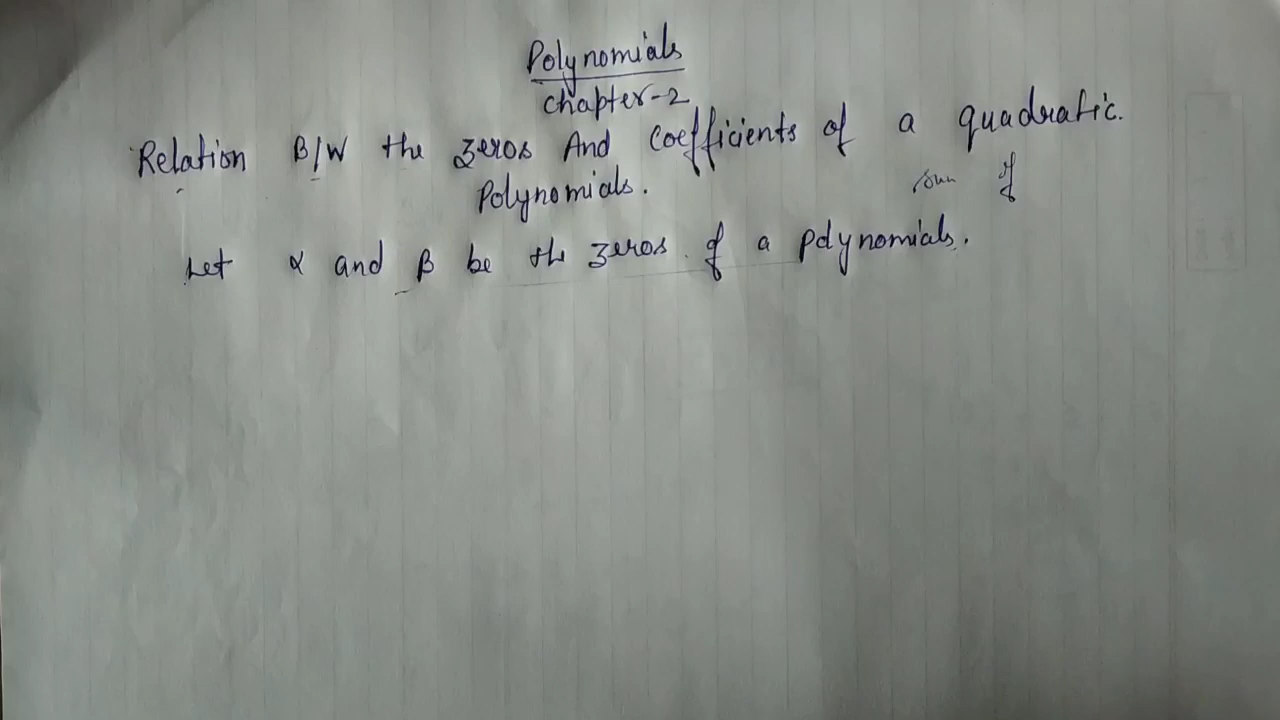 Polynomials
chapter-2
Relation B/W the zeros And Coefficients of a quadratic.
Polynomials.
sum of
Let α and β be the zeros of a polynomials.